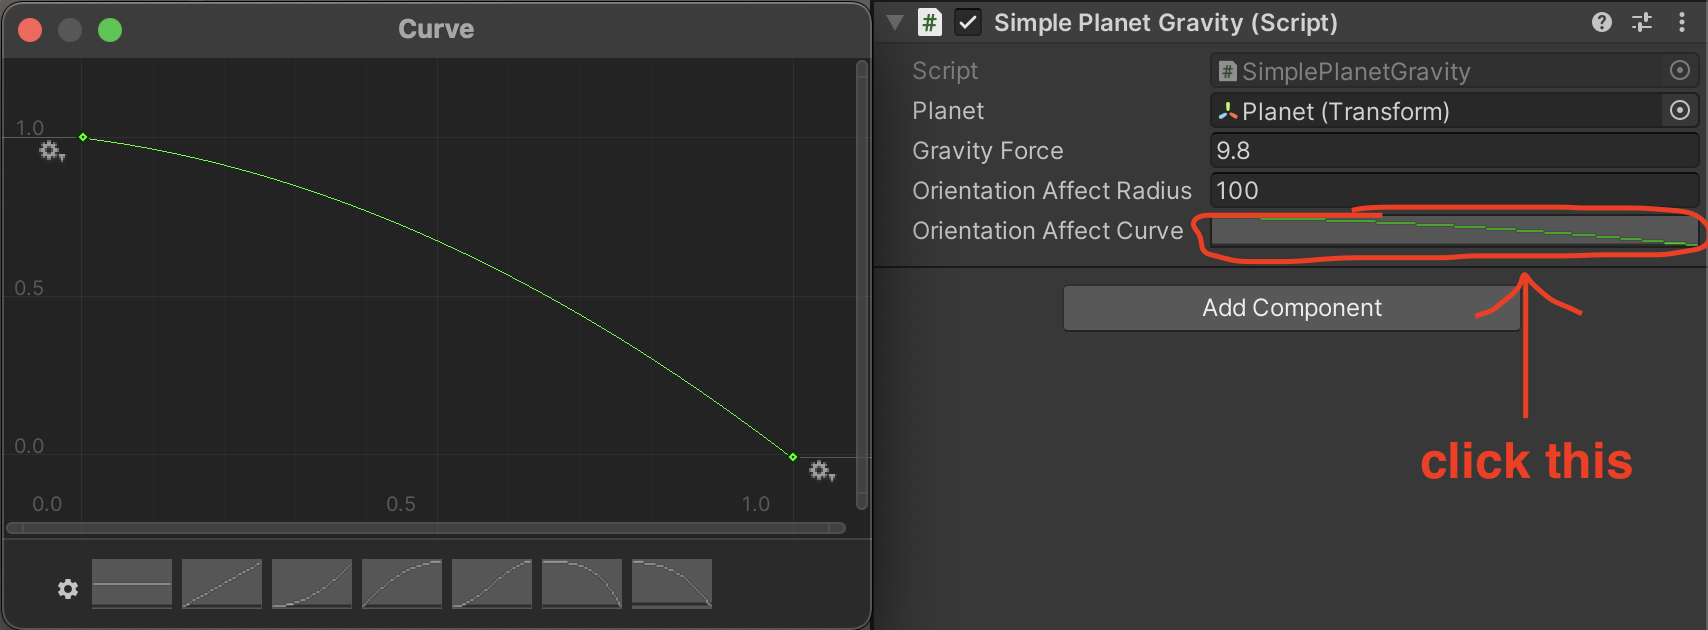 Curve
1.0
0.5
0.0
0.0 0.5 1.0
# Simple Planet Gravity (Script)
Script # SimplePlanetGravity
Planet Planet (Transform)
Gravity Force 9.8
Orientation Affect Radius 100
Orientation Affect Curve
Add Component
click this